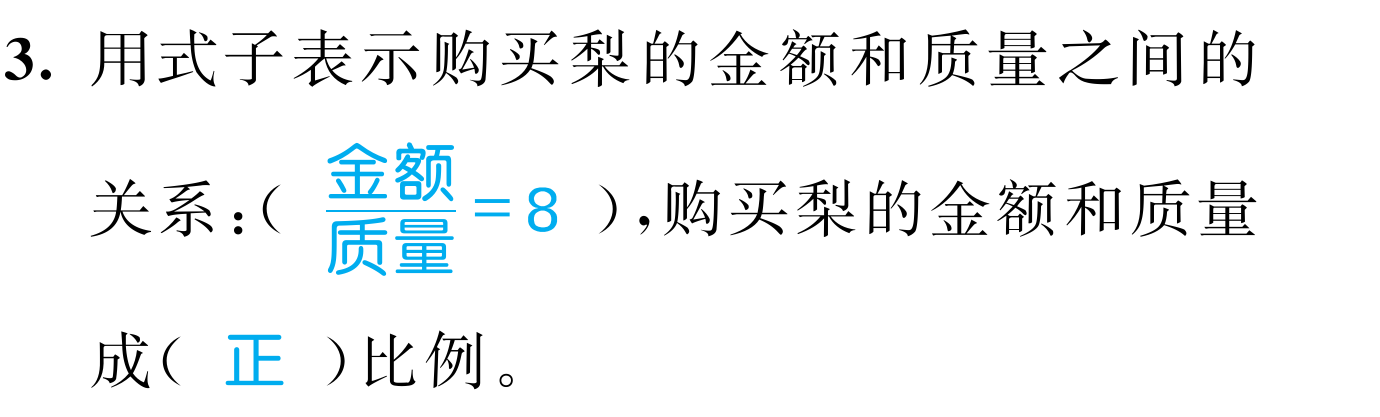 3. 用式子表示购买梨的金额和质量之间的
关系:( 金额/质量=8 ),购买梨的金额和质量
成( 正 )比例。